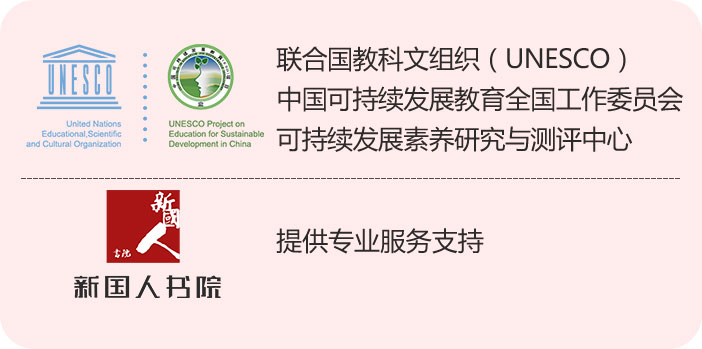 UNESCO
United Nations
Educational,Scientific
and Cultural Organization
UNESCO Project on
Education for Sustainable
Development in China
联合国教科文组织（UNESCO）
中国可持续发展教育全国工作委员会
可持续发展素养研究与测评中心
新國人
书院
新国人书院
提供专业服务支持